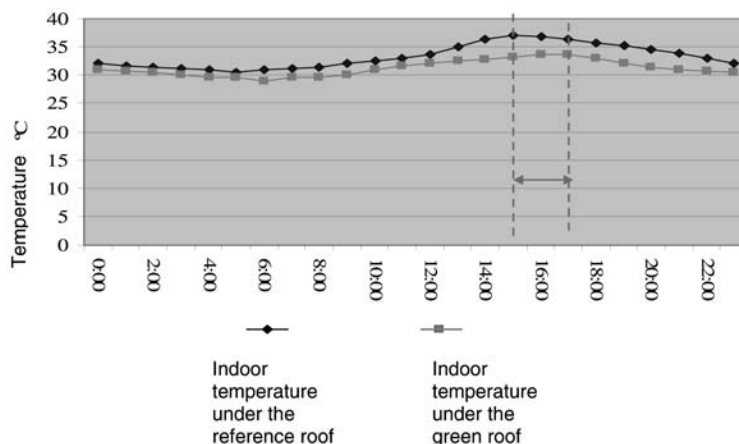 40
35
30
25
20
15
10
5
0
Temperature °C
0:00
2:00
4:00
6:00
8:00
10:00
12:00
14:00
16:00
18:00
20:00
22:00
Indoor
temperature
under the
reference roof
Indoor
temperature
under the
green roof